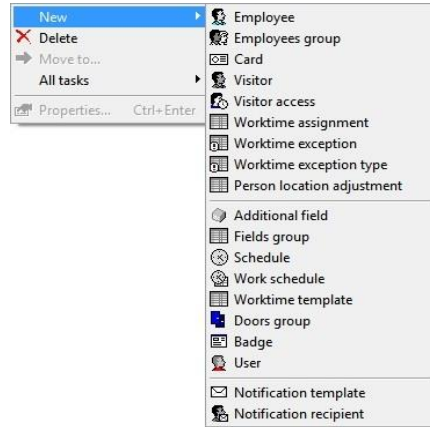 New
Delete
Move to...
All tasks
Properties... Ctrl+Enter
Employee
Employees group
Card
Visitor
Visitor access
Worktime assignment
Worktime exception
Worktime exception type
Person location adjustment
Additional field
Fields group
Schedule
Work schedule
Worktime template
Doors group
Badge
User
Notification template
Notification recipient